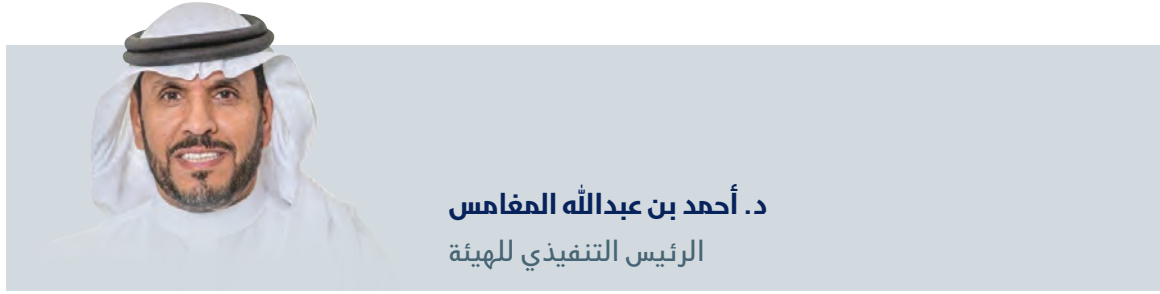 د. أحمد بن عبدالله المغامس
الرئيس التنفيذي للهيئة